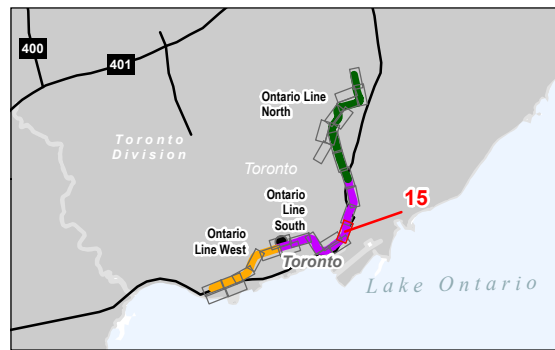 400
401
Ontario Line
North
Toronto
Division
Toronto
15
Ontario
Line
South
Ontario
Line West
Toronto
Lake Ontario